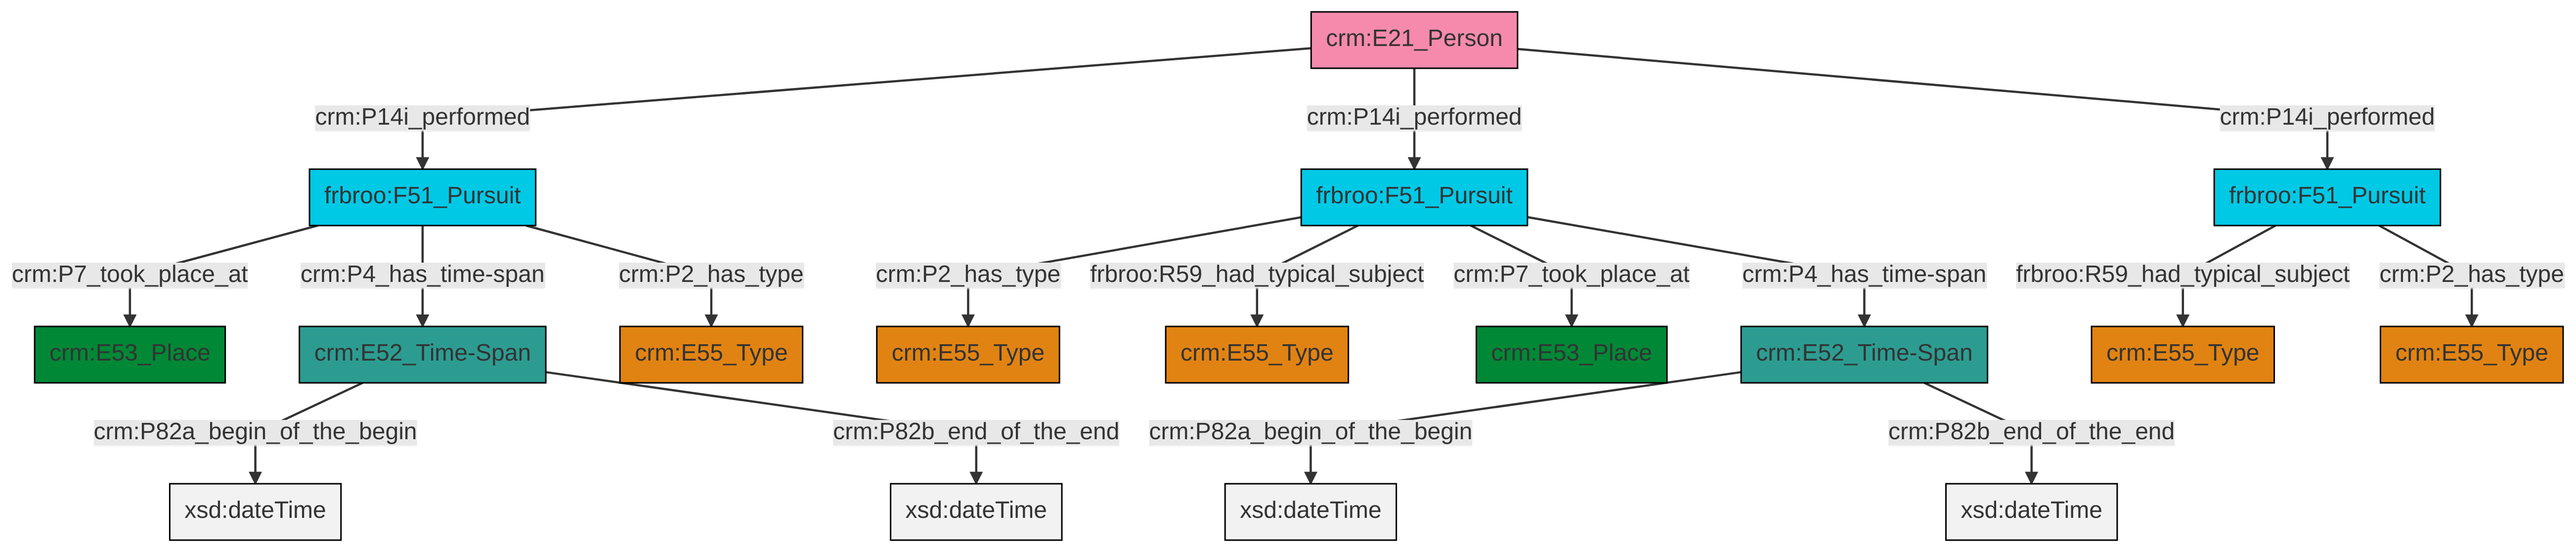 crm:E21_Person
crm:P14i_performed
crm:P14i_performed
crm:P14i_performed
frbroo:F51_Pursuit
frbroo:F51_Pursuit
frbroo:F51_Pursuit
crm:P7_took_place_at
crm:P4_has_time-span
crm:P2_has_type
crm:P2_has_type
frbroo:R59_had_typical_subject
crm:P7_took_place_at
crm:P4_has_time-span
frbroo:R59_had_typical_subject
crm:P2_has_type
crm:E53_Place
crm:E52_Time-Span
crm:E55_Type
crm:E55_Type
crm:E55_Type
crm:E53_Place
crm:E52_Time-Span
crm:E55_Type
crm:E55_Type
crm:P82a_begin_of_the_begin
crm:P82b_end_of_the_end
crm:P82a_begin_of_the_begin
crm:P82b_end_of_the_end
xsd:dateTime
xsd:dateTime
xsd:dateTime
xsd:dateTime